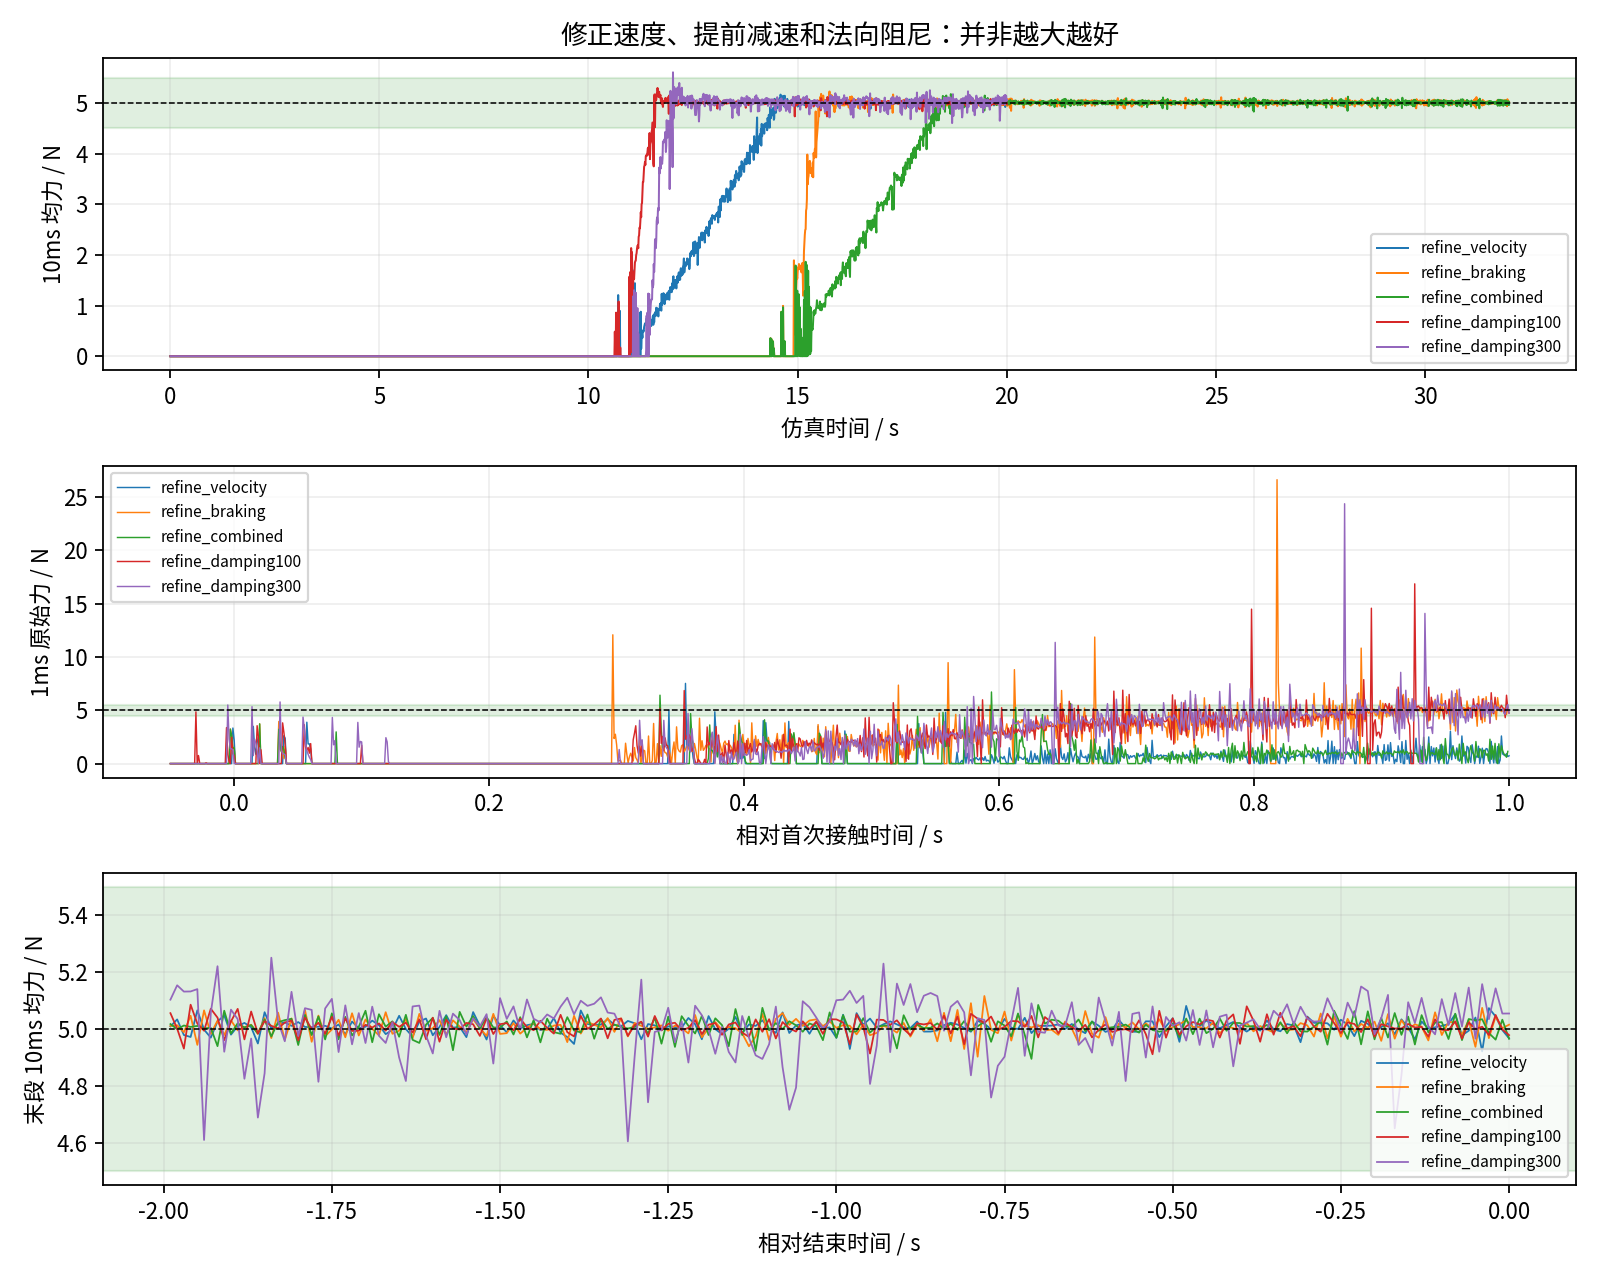 修正速度、提前减速和法向阻尼：并非越大越好
10ms 均力 / N
5
4
3
2
1
0
refine_velocity
refine_braking
refine_combined
refine_damping100
refine_damping300
0 5 10 15 20 25 30
仿真时间 / s
1ms 原始力 / N
25
20
15
10
5
0
refine_velocity
refine_braking
refine_combined
refine_damping100
refine_damping300
0.0 0.2 0.4 0.6 0.8 1.0
相对首次接触时间 / s
末段 10ms 均力 / N
5.4
5.2
5.0
4.8
4.6
refine_velocity
refine_braking
refine_combined
refine_damping100
refine_damping300
-2.00 -1.75 -1.50 -1.25 -1.00 -0.75 -0.50 -0.25 0.00
相对结束时间 / s